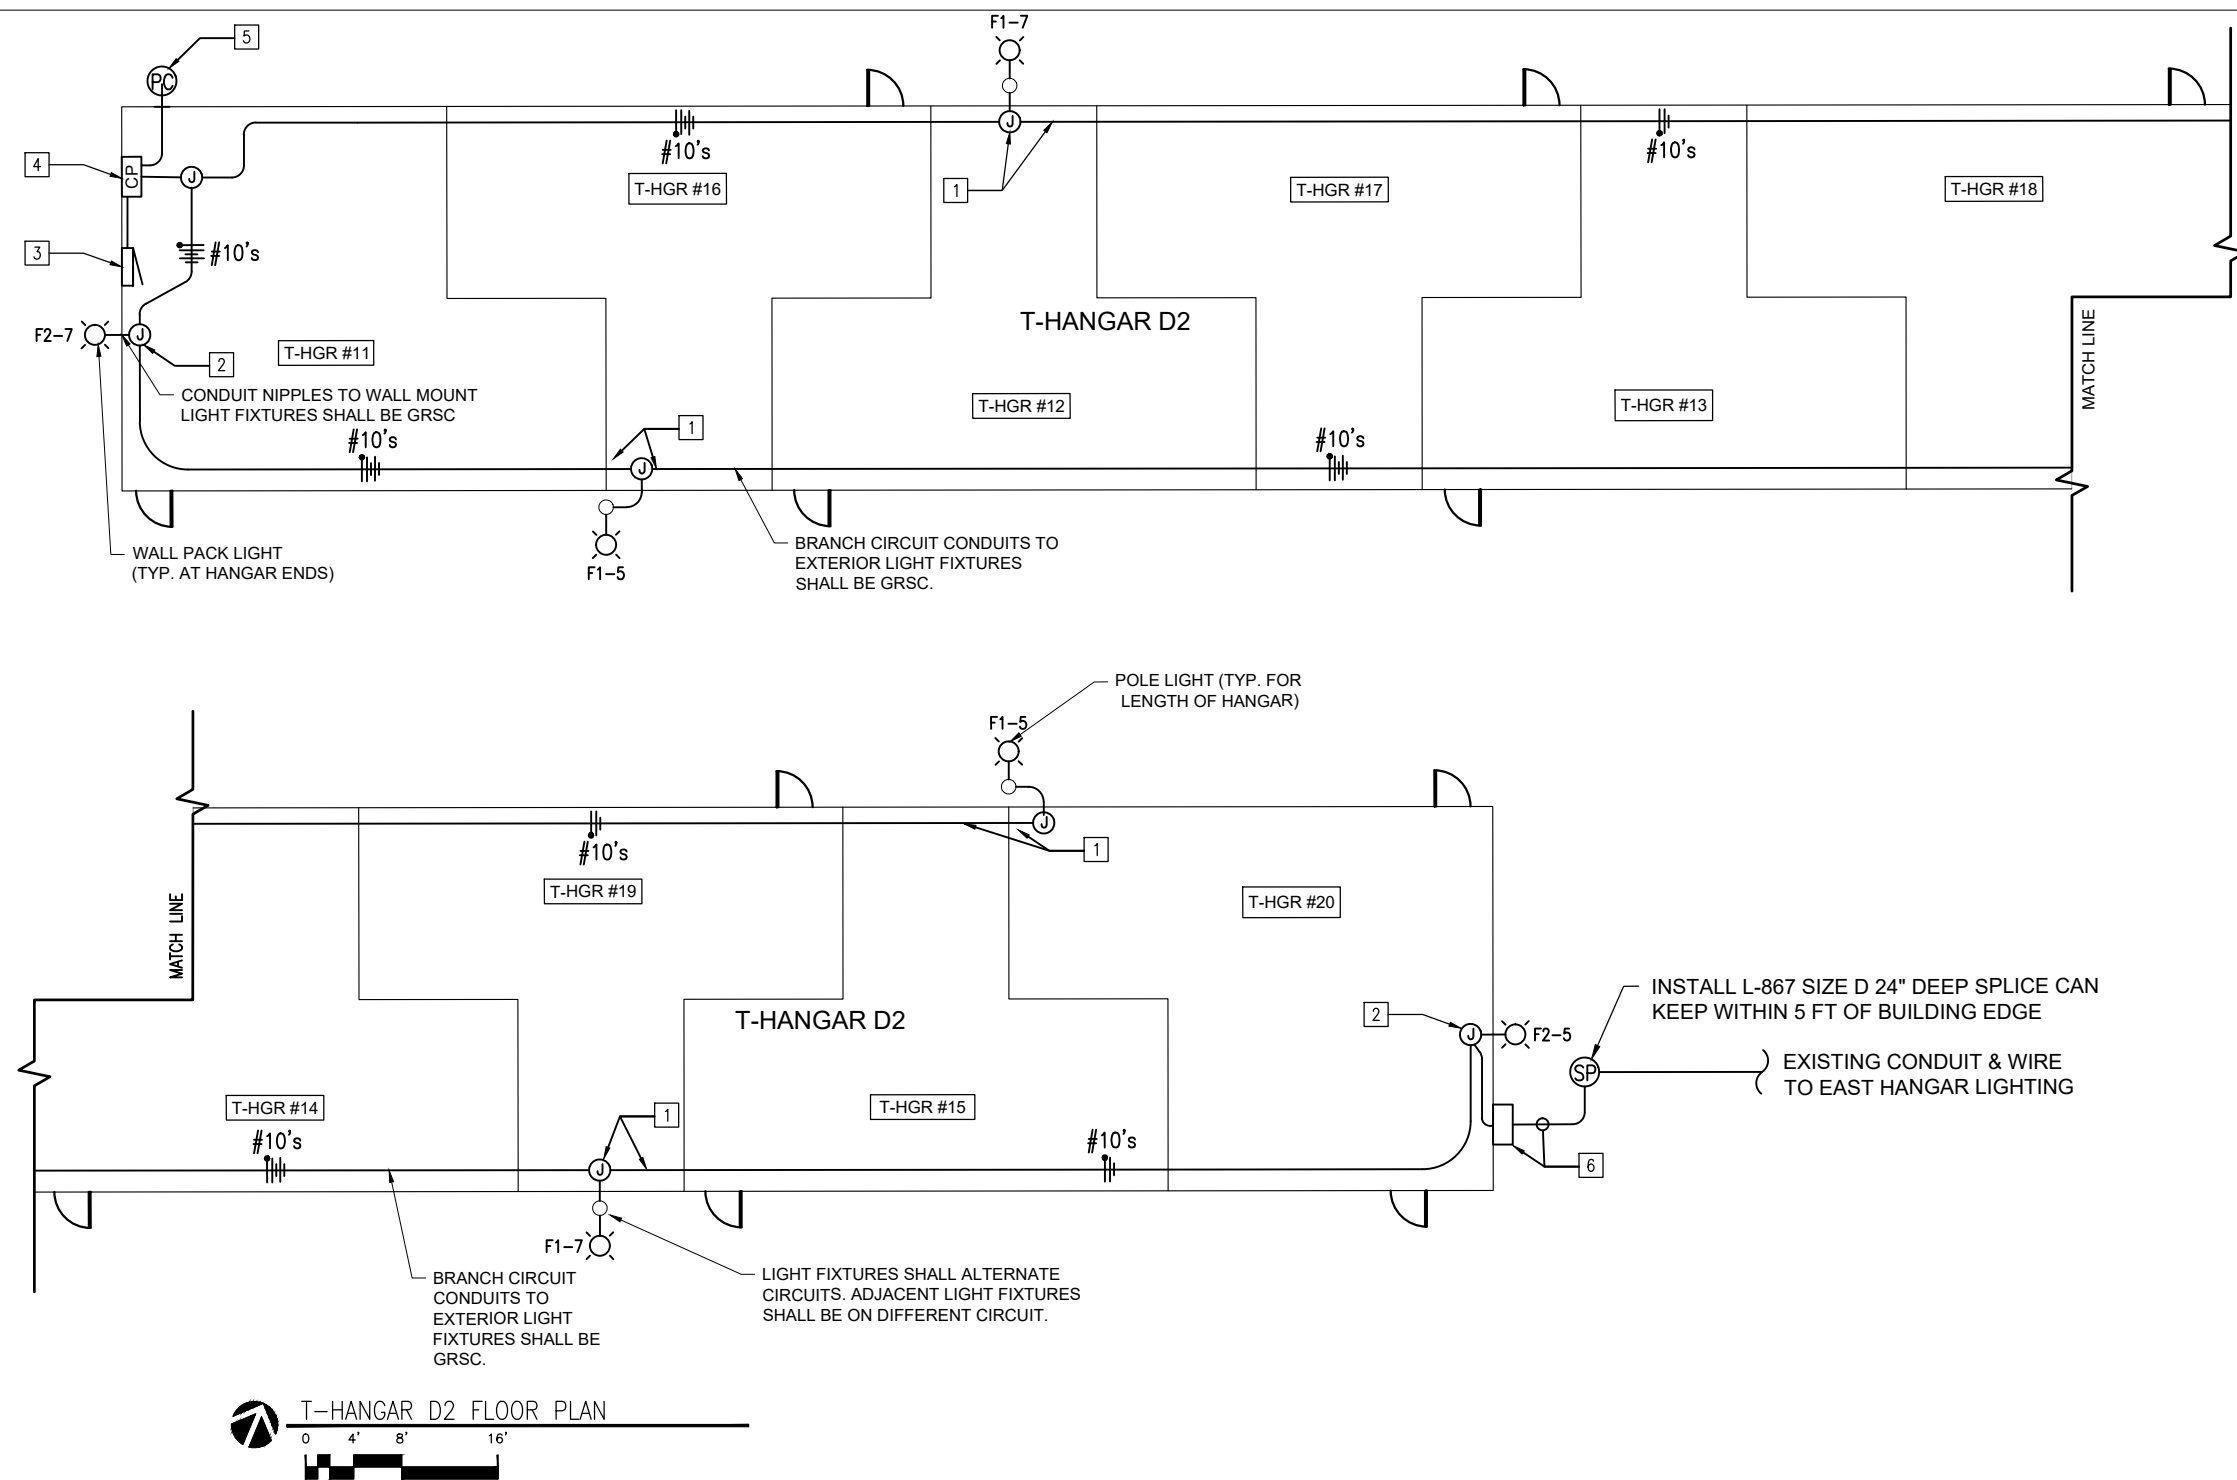 5
F1-7
PC
4
CP
J
#10's
J
#10's
T-HGR #16
1
T-HGR #17
T-HGR #18
3
#10's
F2-7
J
2
T-HGR #11
T-HANGAR D2
MATCH LINE
CONDUIT NIPPLES TO WALL MOUNT
LIGHT FIXTURES SHALL BE GRSC
T-HGR #12
T-HGR #13
#10's
1
#10's
J
WALL PACK LIGHT
(TYP. AT HANGAR ENDS)
F1-5
BRANCH CIRCUIT CONDUITS TO
EXTERIOR LIGHT FIXTURES
SHALL BE GRSC.
POLE LIGHT (TYP. FOR
LENGTH OF HANGAR)
F1-5
J
#10's
1
T-HGR #19
T-HGR #20
MATCH LINE
T-HANGAR D2
2
J
F2-5
INSTALL L-867 SIZE D 24" DEEP SPLICE CAN
KEEP WITHIN 5 FT OF BUILDING EDGE
SP
EXISTING CONDUIT & WIRE
TO EAST HANGAR LIGHTING
T-HGR #14
1
T-HGR #15
#10's
#10's
J
6
F1-7
BRANCH CIRCUIT
CONDUITS TO
EXTERIOR LIGHT
FIXTURES SHALL BE
GRSC.
LIGHT FIXTURES SHALL ALTERNATE
CIRCUITS. ADJACENT LIGHT FIXTURES
SHALL BE ON DIFFERENT CIRCUIT.
T-HANGAR D2 FLOOR PLAN
0 4' 8' 16'